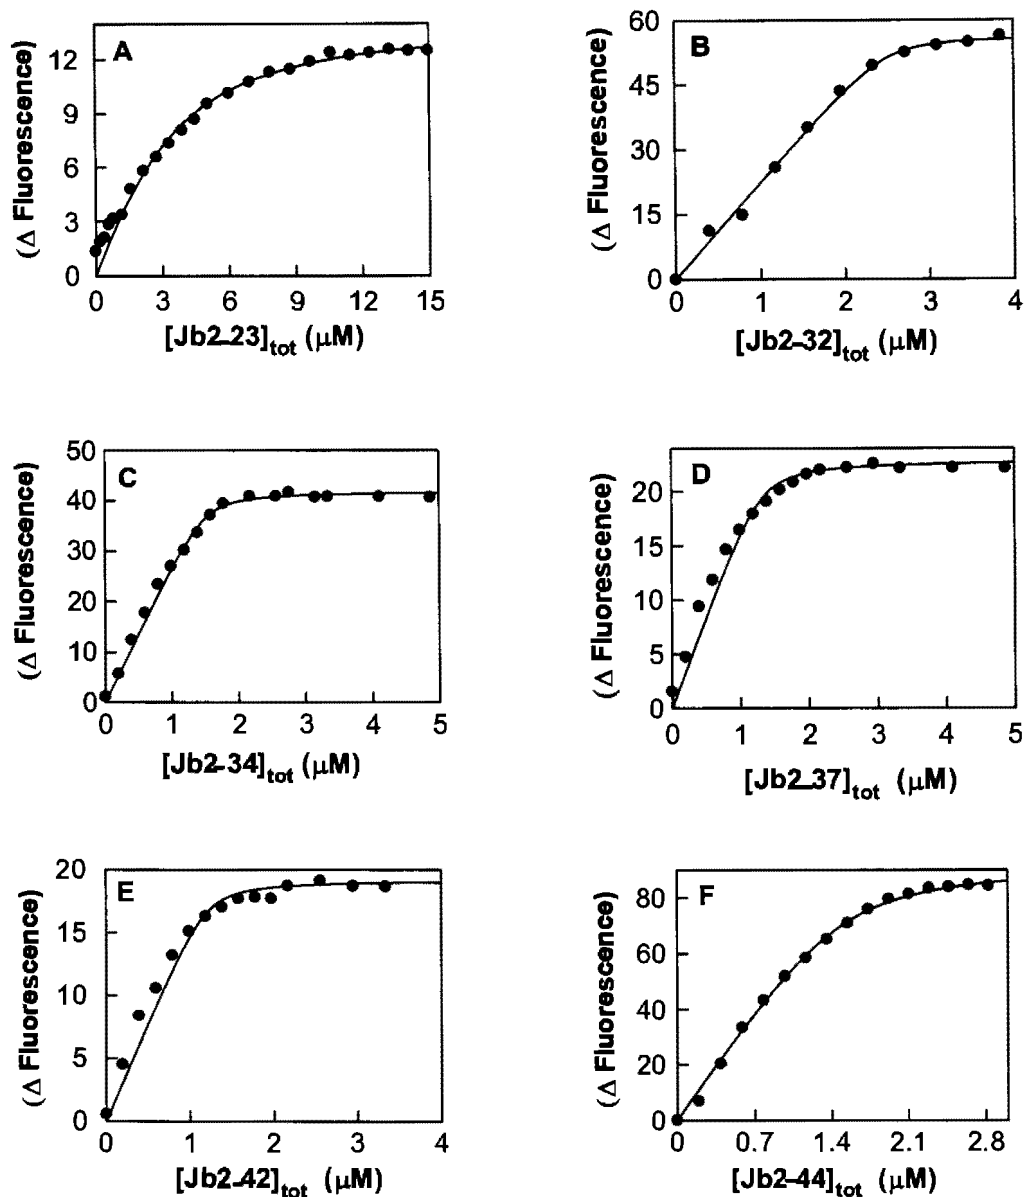 A
(Δ Fluorescence)
12
9
6
3
0
0 3 6 9 12 15
[Jb2-23]tot (μM)
B
(Δ Fluorescence)
60
45
30
15
0
0 1 2 3 4
[Jb2-32]tot (μM)
C
(Δ Fluorescence)
50
40
30
20
10
0
0 1 2 3 4 5
[Jb2-34]tot (μM)
D
(Δ Fluorescence)
20
15
10
5
0
0 1 2 3 4 5
[Jb2-37]tot (μM)
E
(Δ Fluorescence)
20
15
10
5
0
0 1 2 3 4
[Jb2-42]tot (μM)
F
(Δ Fluorescence)
80
60
40
20
0
0 0.7 1.4 2.1 2.8
[Jb2-44]tot (μM)